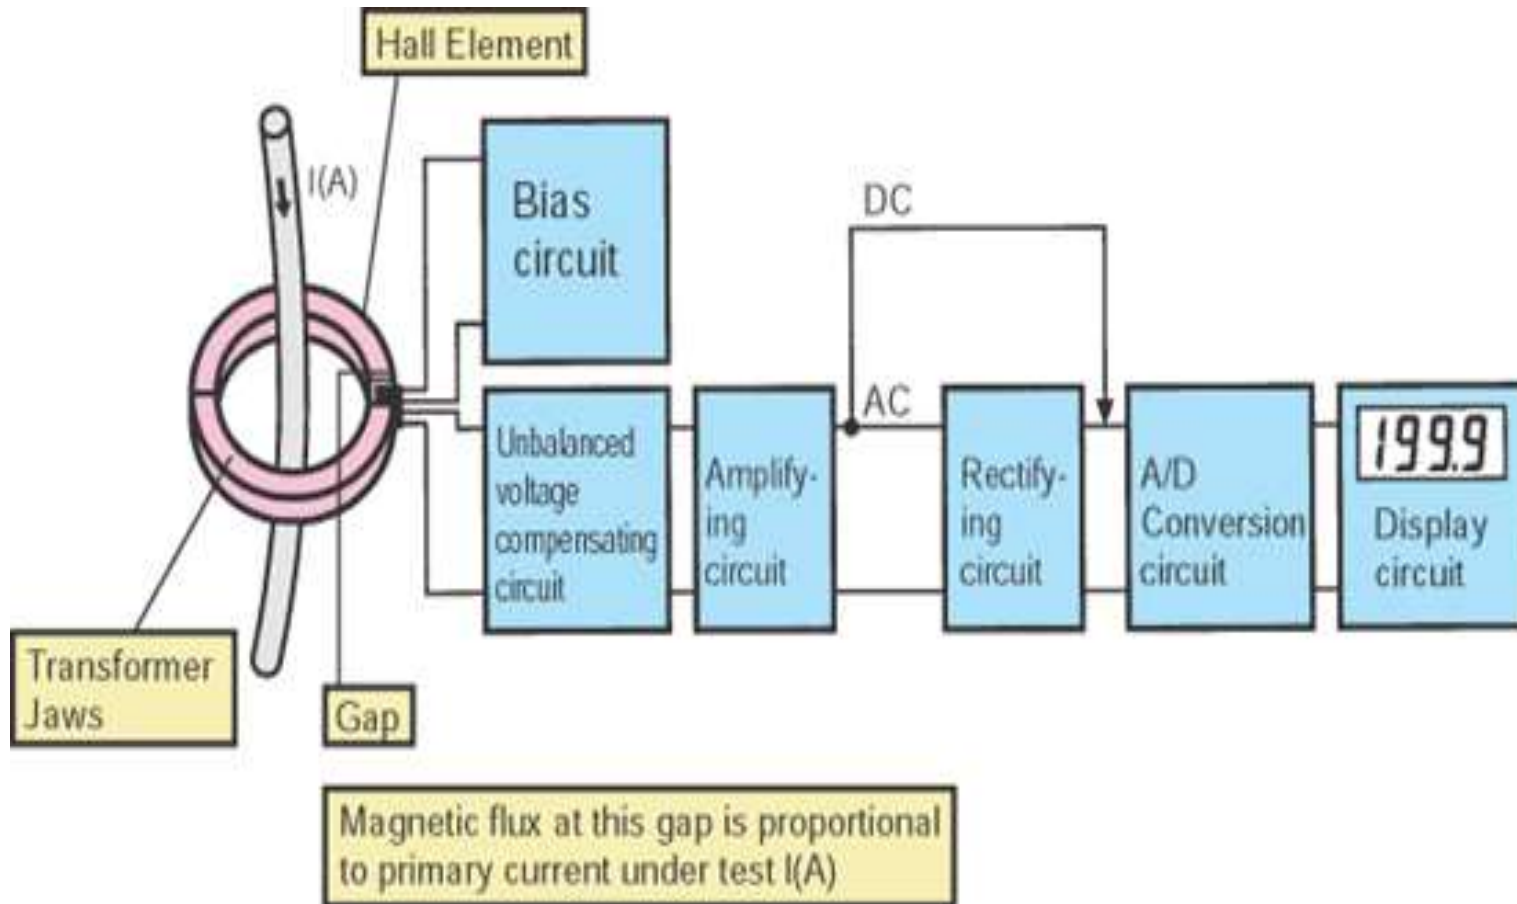 Hall Element
I(A)
Bias
circuit
DC
AC
Unbalanced
voltage
compensating
circuit
Amplify-
ing
circuit
Rectify-
ing
circuit
A/D
Conversion
circuit
199.9
Display
circuit
Transformer
Jaws
Gap
Magnetic flux at this gap is proportional
to primary current under test I(A)